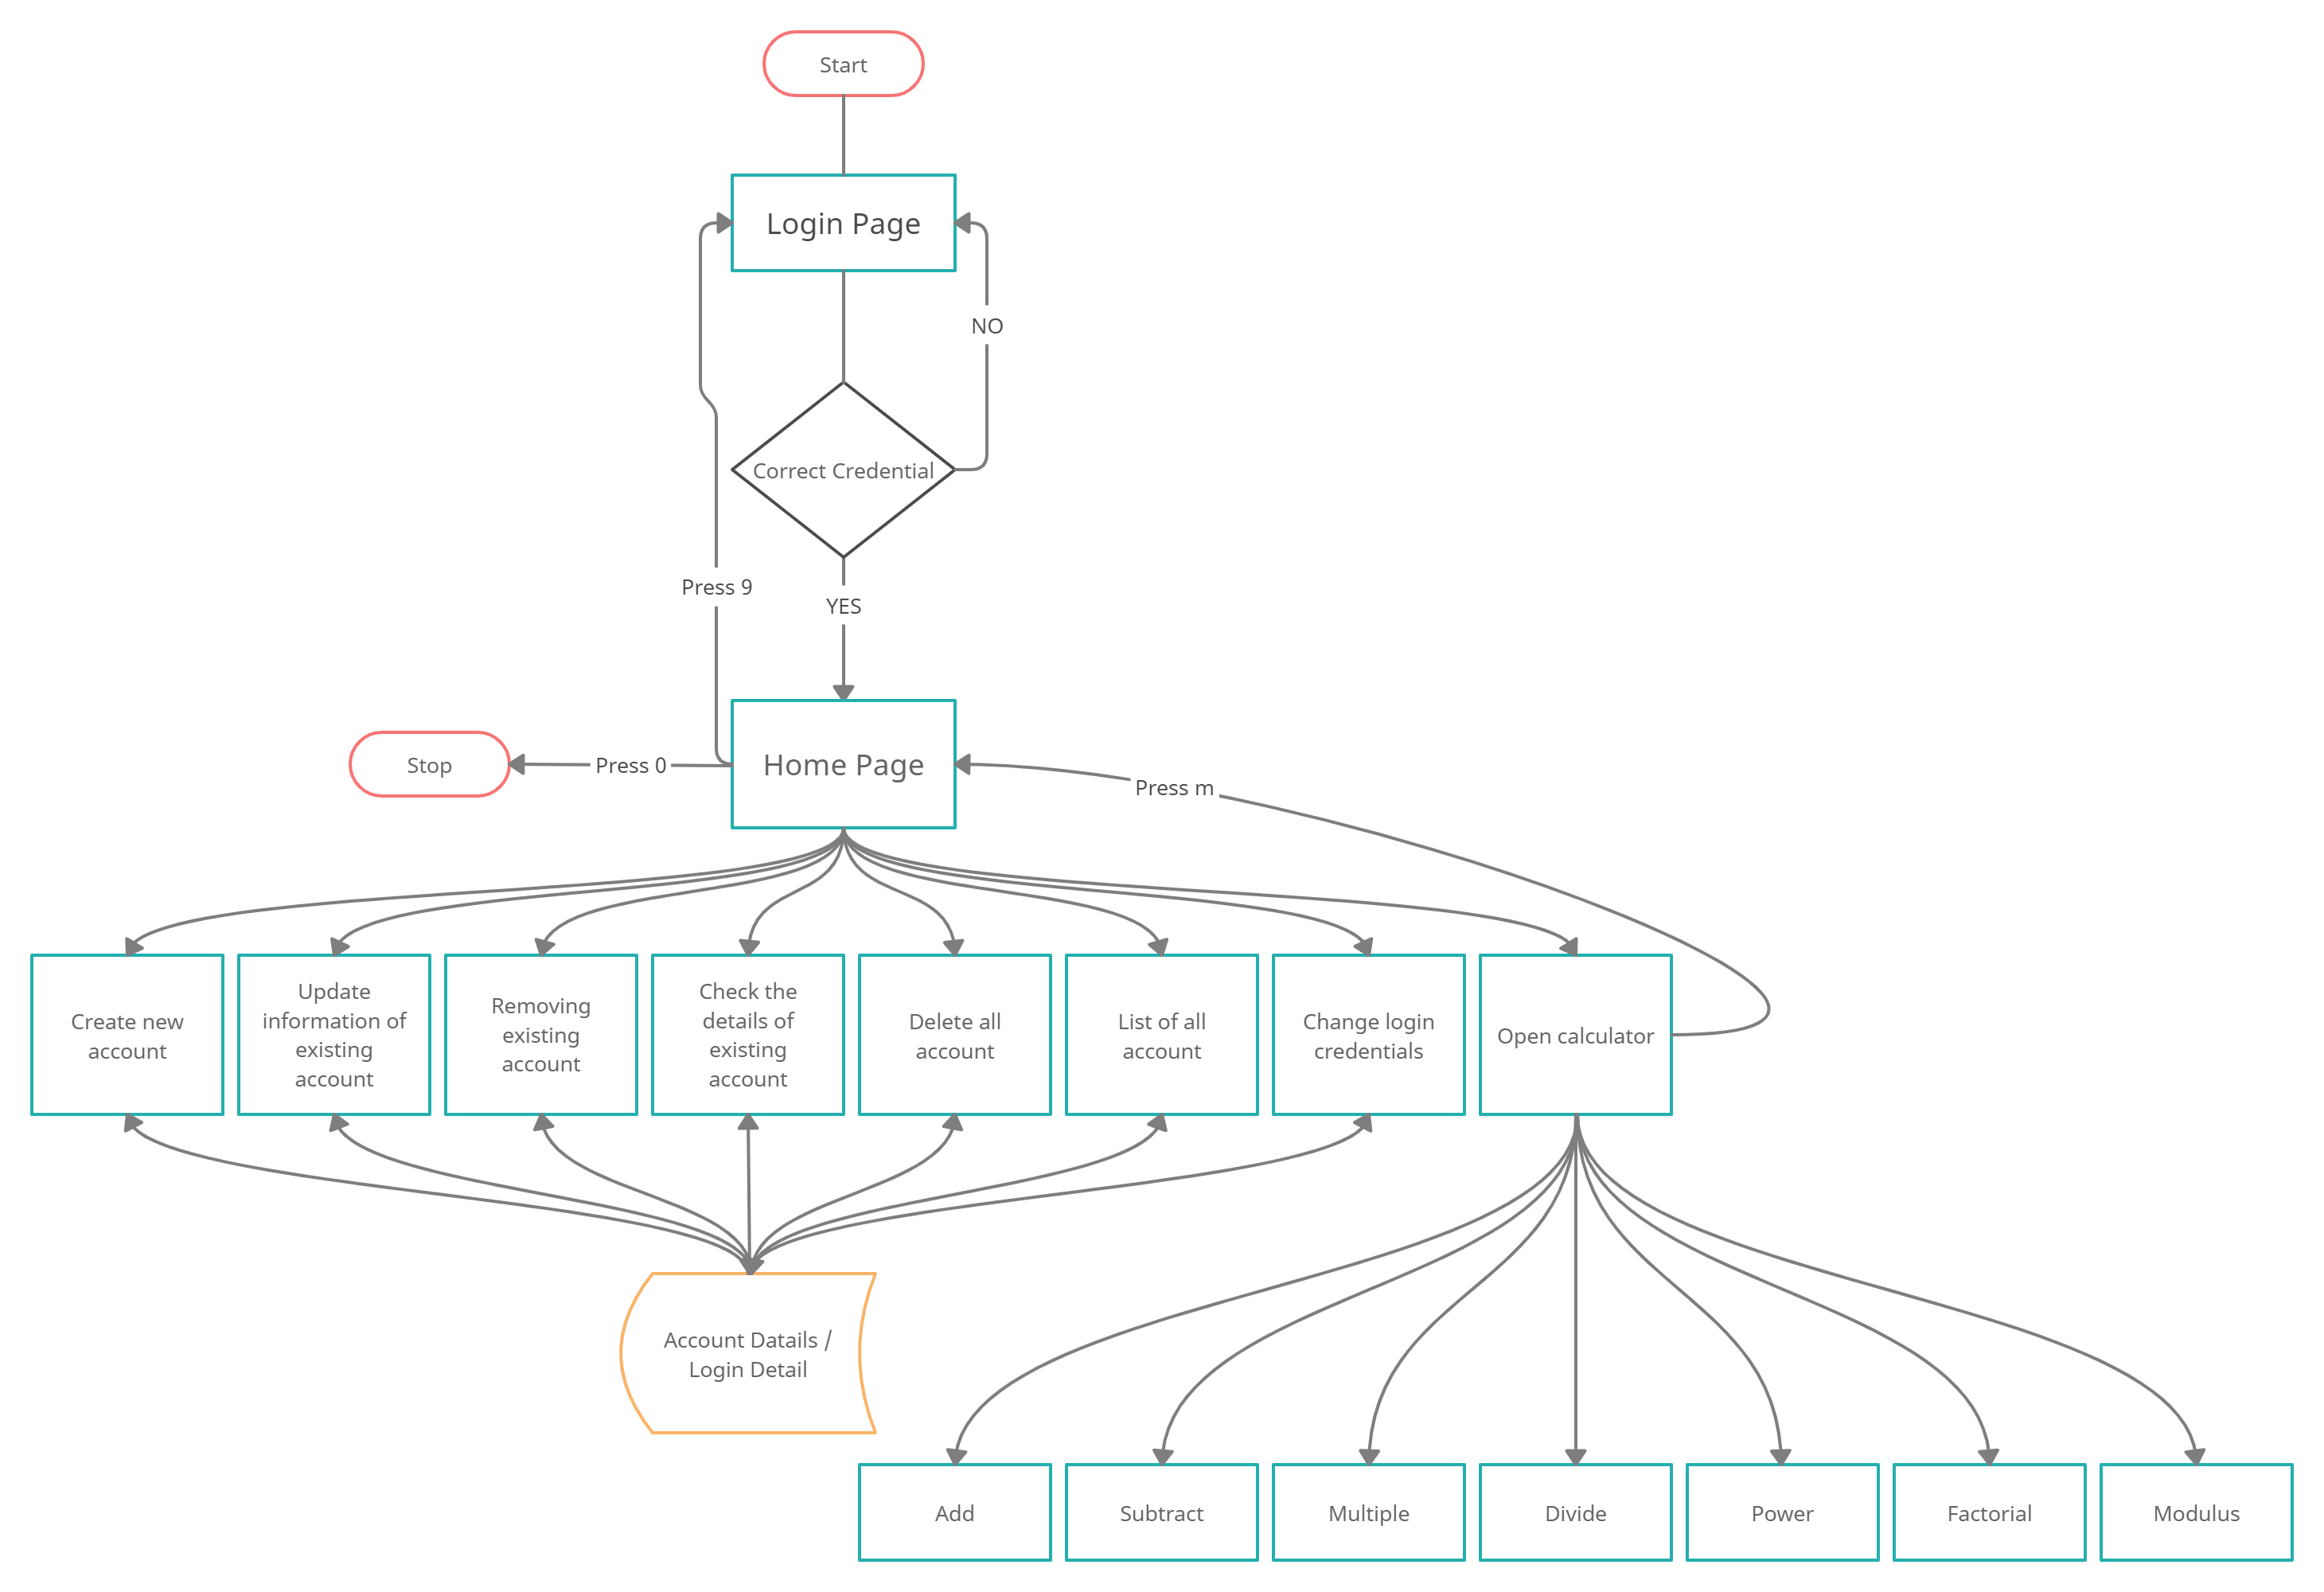 Start
Login Page
NO
Correct Credential
Press 9
YES
Stop
Press 0
Home Page
Press m
Create new
account
Update
information of
existing
account
Removing
existing
account
Check the
details of
existing
account
Delete all
account
List of all
account
Change login
credentials
Open calculator
Account Datails /
Login Detail
Add
Subtract
Multiple
Divide
Power
Factorial
Modulus